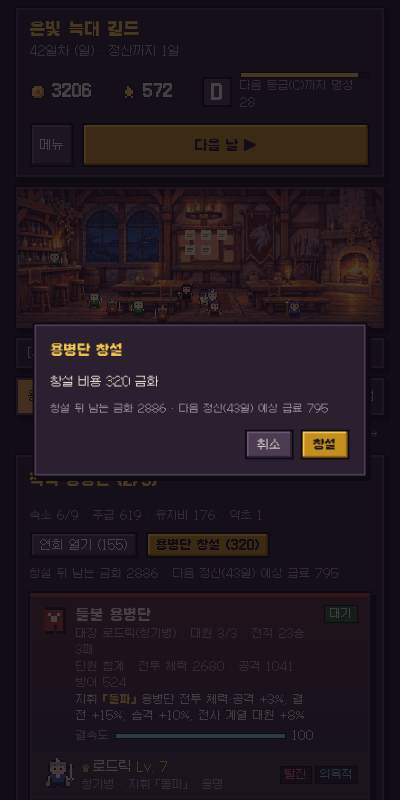 은빛 늑대 길드
42일차 (일) · 정산까지 1일
3206
572
D
다음 등급(C)까지 명성
28
메뉴
다음 날 ▶
용병단 창설
창설 비용 320 금화
창설 뒤 남는 금화 2886 · 다음 정산(43일) 예상 급료 795
취소
창설
숙소 6/9 · 주급 619 · 유지비 176 · 약초 1
연회 열기 (155)
용병단 창설 (320)
창설 뒤 남는 금화 2886 · 다음 정산(43일) 예상 급료 795
들불 용병단
대기
대장 로드릭(창기병) · 대원 3/3 · 전적 23승
3패
단원 합계 · 전투 체력 2680 · 공격 1041 ·
방어 524
지휘 「돌파」 용병단 전투 체력·공격 +3%, 결
전 +15%, 습격 +10%, 전사 계열 대원 +8%
결속도
100
로드릭 Lv. 7
창기병 · 지휘 「돌파」 · 동명
탈진
의욕적